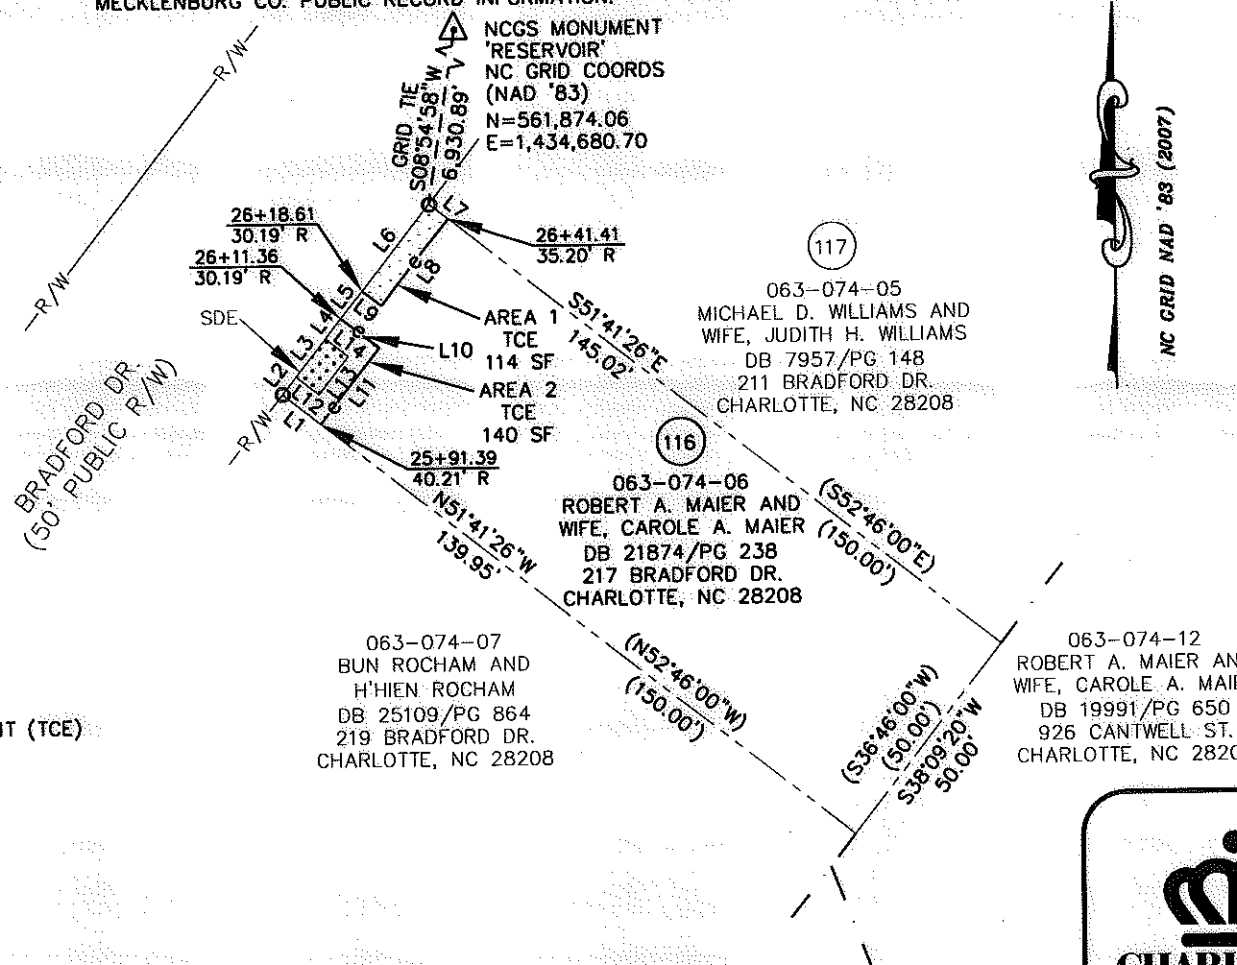 MECKLENBURG CO. PUBLIC RECORD INFORMATION.
NCGS MONUMENT
'RESERVOIR'
NC GRID COORDS
(NAD '83)
N=561,874.06
E=1,434,680.70
GRID TIE
S08°54'58"W
6,930.89'
R/W
R/W
NC GRID NAD '83 (2007)
26+18.61
30.19' R
26+11.36
30.19' R
26+41.41
35.20' R
L7
L6
L8
L5
L9
L4
L3
L14
L10
L2
L13
L12
L11
L1
SDE
R/W
AREA 1
TCE
114 SF
AREA 2
TCE
140 SF
25+91.39
40.21' R
BRADFORD DR.
(50' PUBLIC R/W)
S51°41'26"E
145.02'
117
063-074-05
MICHAEL D. WILLIAMS AND
WIFE, JUDITH H. WILLIAMS
DB 7957/PG 148
211 BRADFORD DR.
CHARLOTTE, NC 28208
116
063-074-06
ROBERT A. MAIER AND
WIFE, CAROLE A. MAIER
DB 21874/PG 238
217 BRADFORD DR.
CHARLOTTE, NC 28208
(S52°46'00"E)
(150.00')
N51°41'26"W
139.95'
(N52°46'00"W)
(150.00')
063-074-07
BUN ROCHAM AND
H'HIEN ROCHAM
DB 25109/PG 864
219 BRADFORD DR.
CHARLOTTE, NC 28208
(S36°46'00"W)
(50.00')
S38°09'20"W
50.00'
063-074-12
ROBERT A. MAIER AN
WIFE, CAROLE A. MAIE
DB 19991/PG 650
926 CANTWELL ST.
CHARLOTTE, NC 2820
IT (TCE)